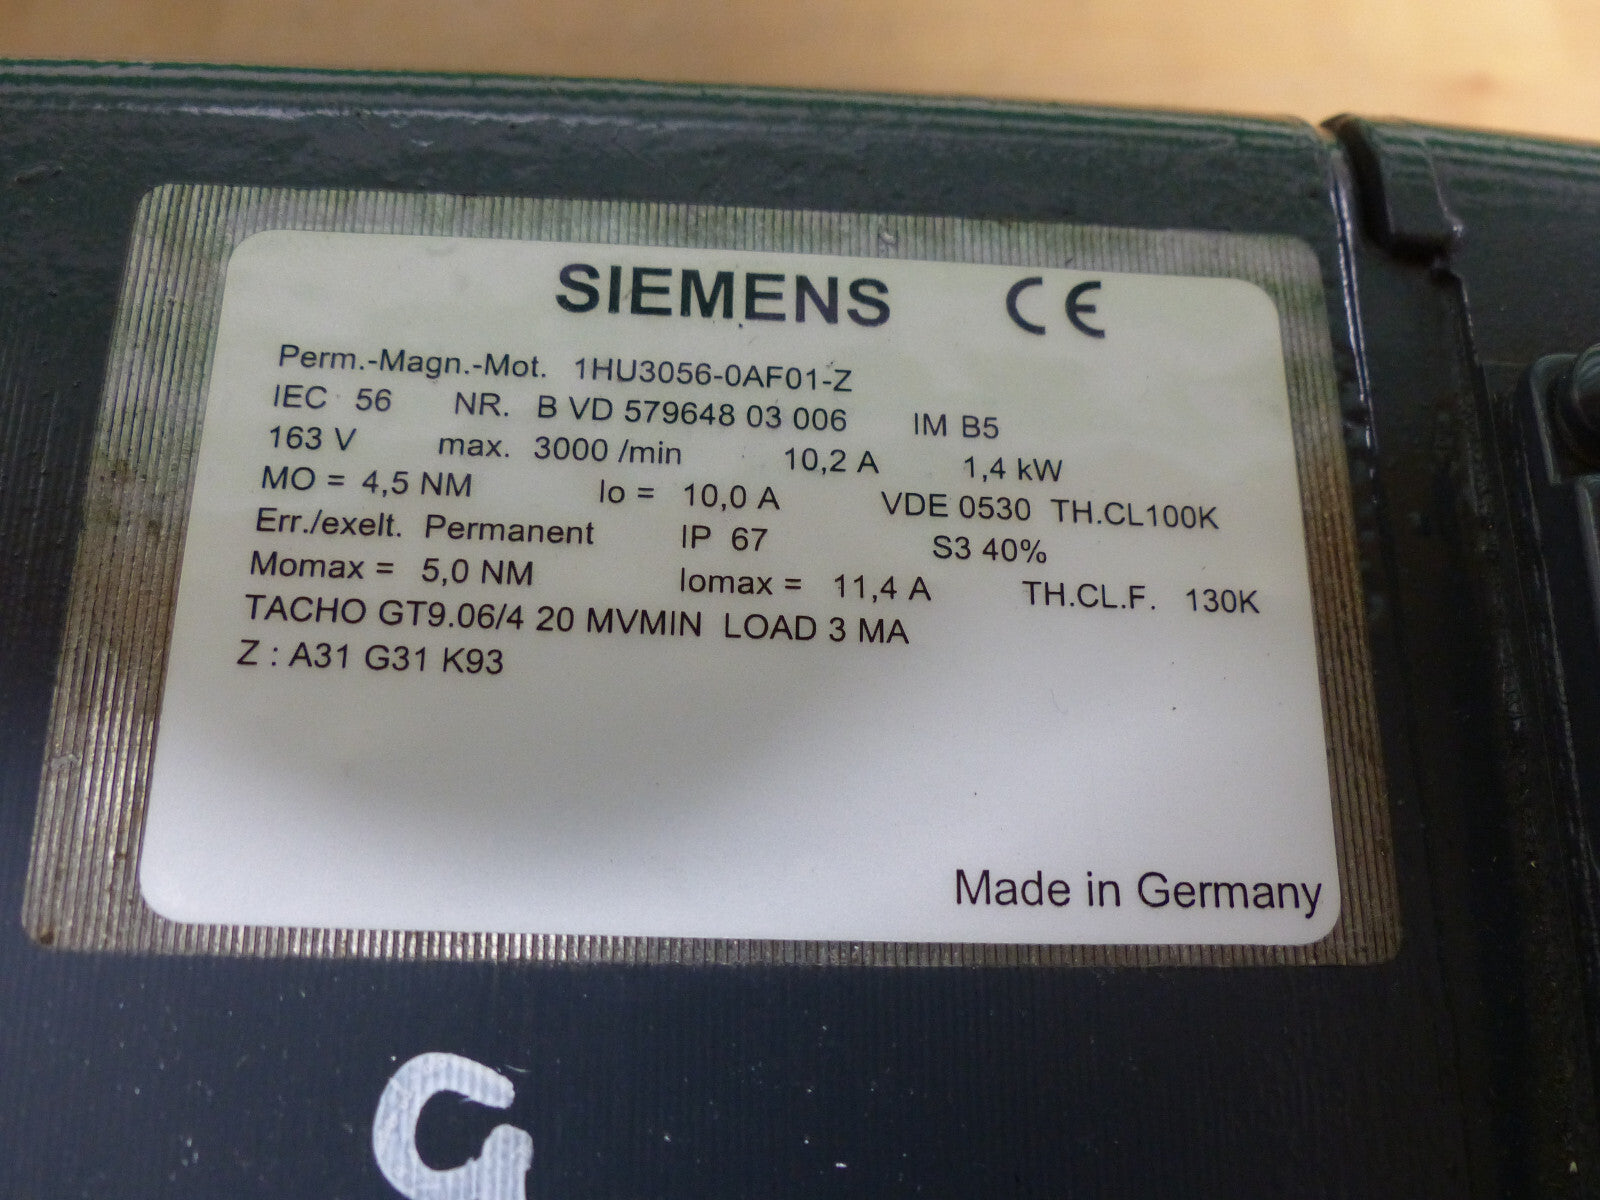 SIEMENS CE
Perm.-Magn.-Mot. 1HU3056-0AF01-Z
IEC 56 NR. B VD 579648 03 006 IM B5
163 V max. 3000 /min 10,2 A 1,4 kW
MO = 4,5 NM Io = 10,0 A VDE 0530 TH.CL100K
Err./exelt. Permanent IP 67 S3 40%
Momax = 5,0 NM Iomax = 11,4 A TH.CL.F. 130K
TACHO GT9.06/4 20 MVMIN LOAD 3 MA
Z : A31 G31 K93
Made in Germany
G